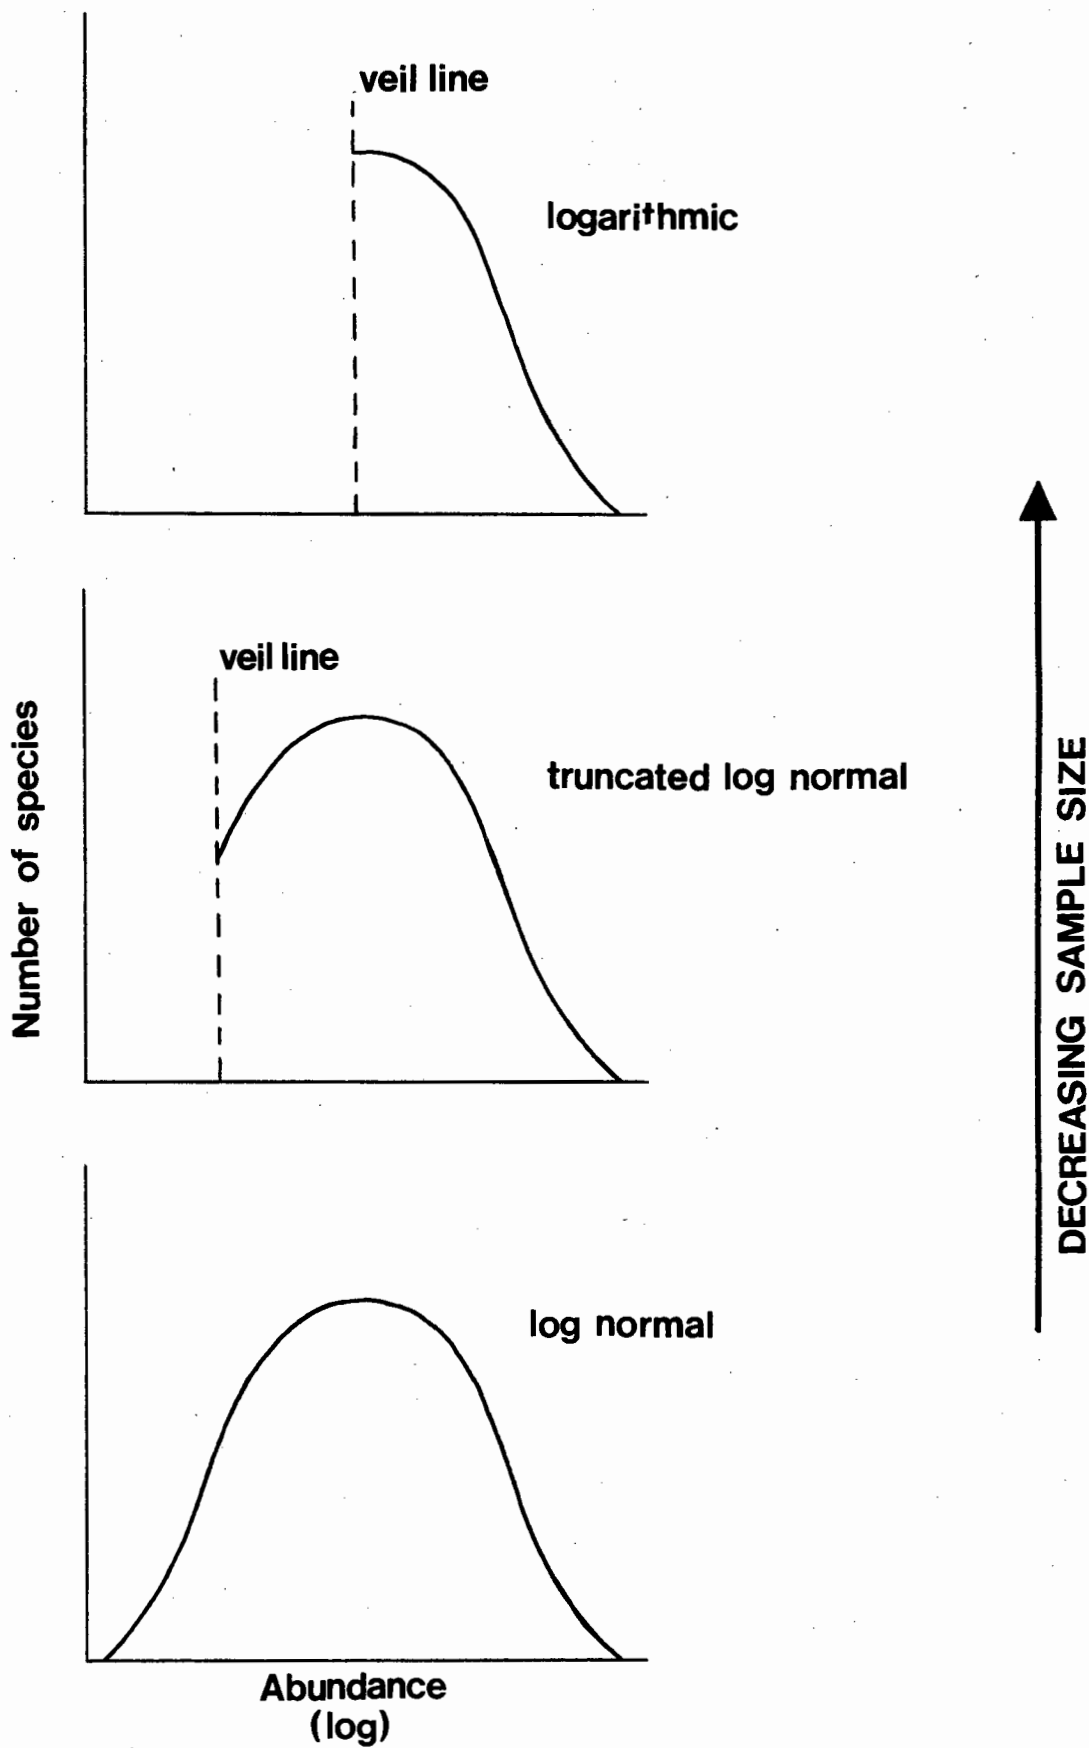 veil line
logarithmic
veil line
truncated log normal
Number of species
log normal
Abundance
(log)
DECREASING SAMPLE SIZE